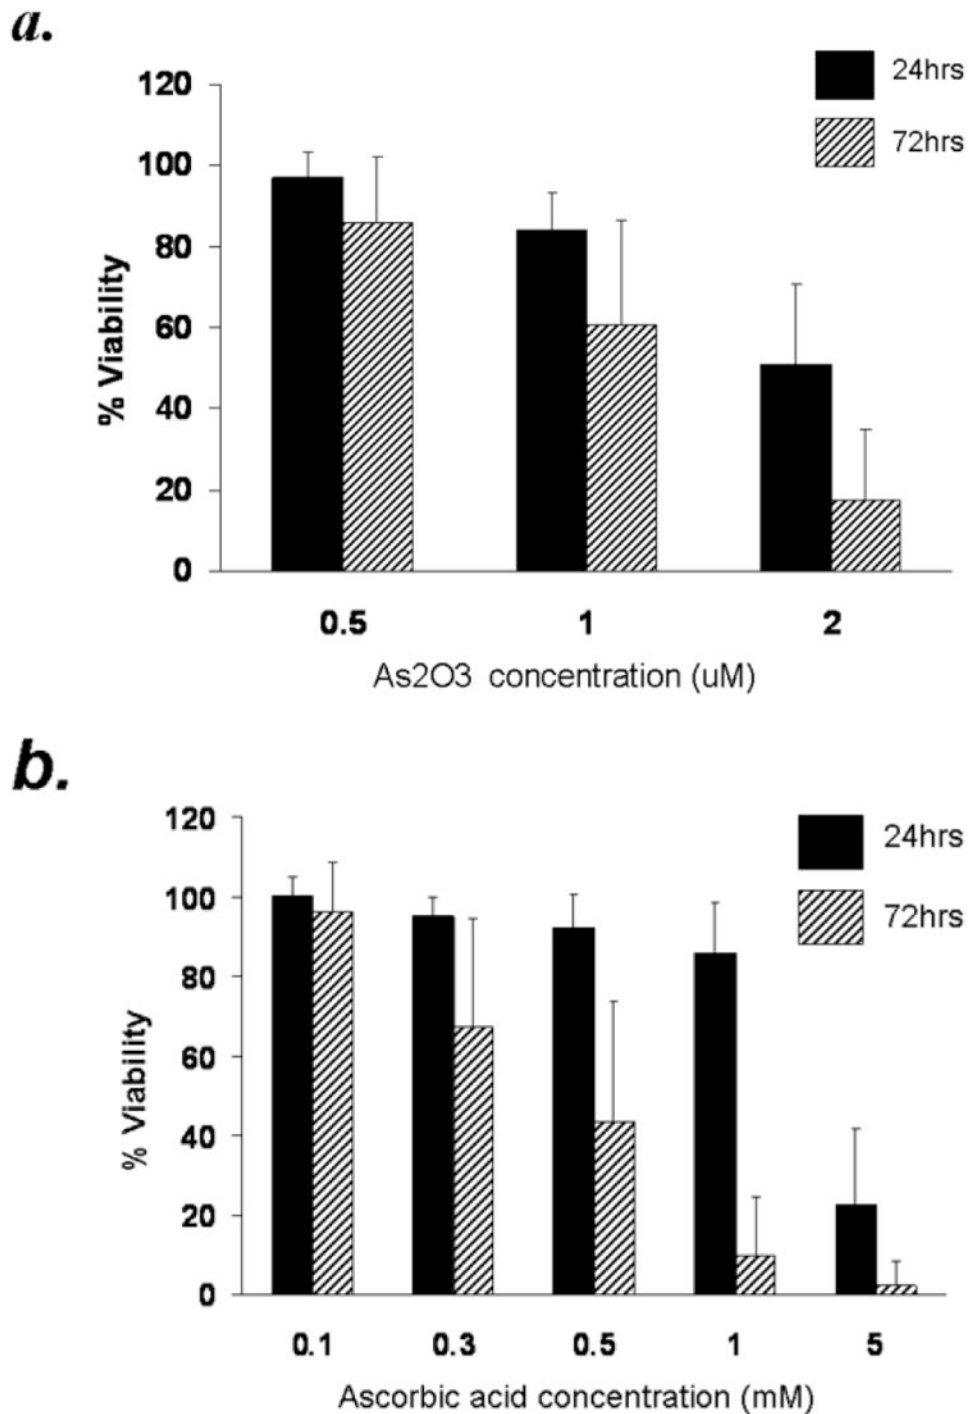 a.
24hrs
72hrs
120
100
80
60
40
20
0
% Viability
0.5 1 2
As2O3 concentration (uM)
b.
24hrs
72hrs
120
100
80
60
40
20
0
% Viability
0.1 0.3 0.5 1 5
Ascorbic acid concentration (mM)